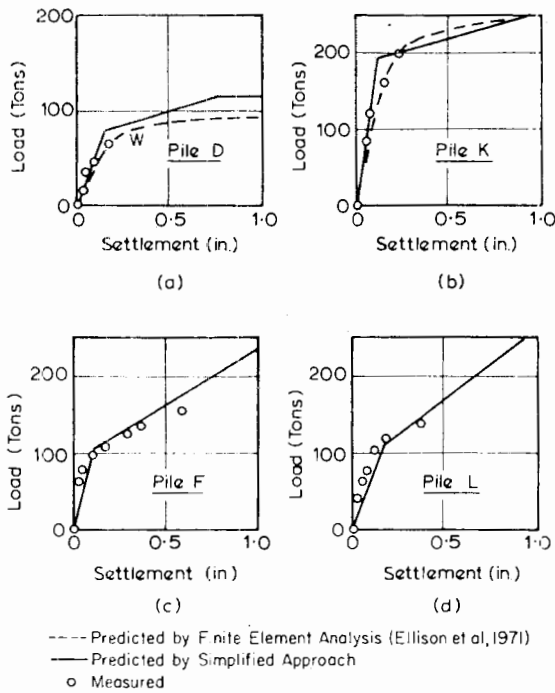 200
100
0
Load (Tons)
W
Pile D
0 0·5 1·0
Settlement (in.)
(a)
200
100
0
Load (Tons)
Pile K
0 0·5 1·0
Settlement (in.)
(b)
200
100
0
Load (Tons)
Pile F
0 0·5 1·0
Settlement (in.)
(c)
200
100
0
Load (Tons)
Pile L
0 0·5 1·0
Settlement (in.)
(d)
Predicted by Finite Element Analysis (Ellison et al, 1971)
Predicted by Simplified Approach
Measured